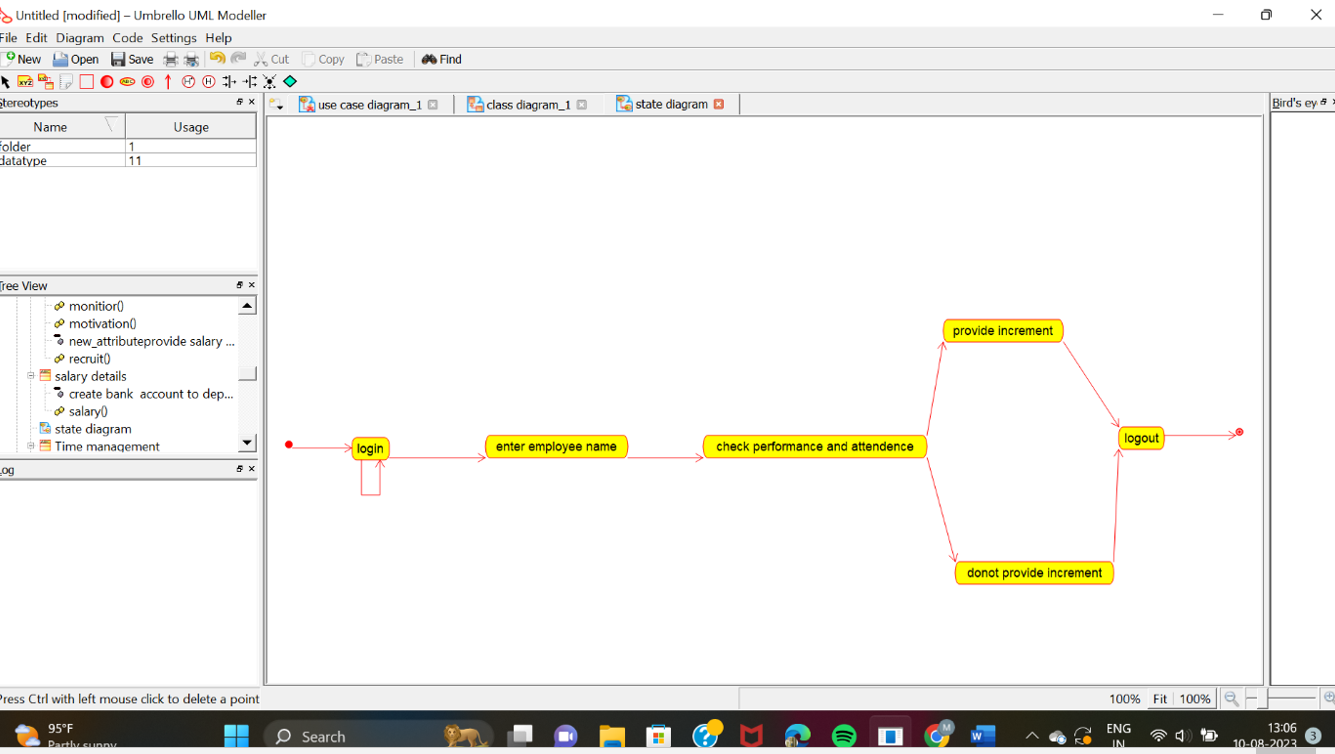 Untitled [modified] – Umbrello UML Modeller
File Edit Diagram Code Settings Help
New Open Save Cut Copy Paste Find
use case diagram_1 class diagram_1 state diagram
Stereotypes
Name Usage
folder 1
datatype 11
Bird's ey
Tree View
monitior()
motivation()
new_attributeprovide salary ...
recruit()
salary details
create bank account to dep...
salary()
state diagram
Time management
Log
provide increment
login
enter employee name
check performance and attendence
logout
donot provide increment
Press Ctrl with left mouse click to delete a point
100% Fit 100%
95°F
Partly sunny
Search
ENG
IN
13:06
10-08-2023
3